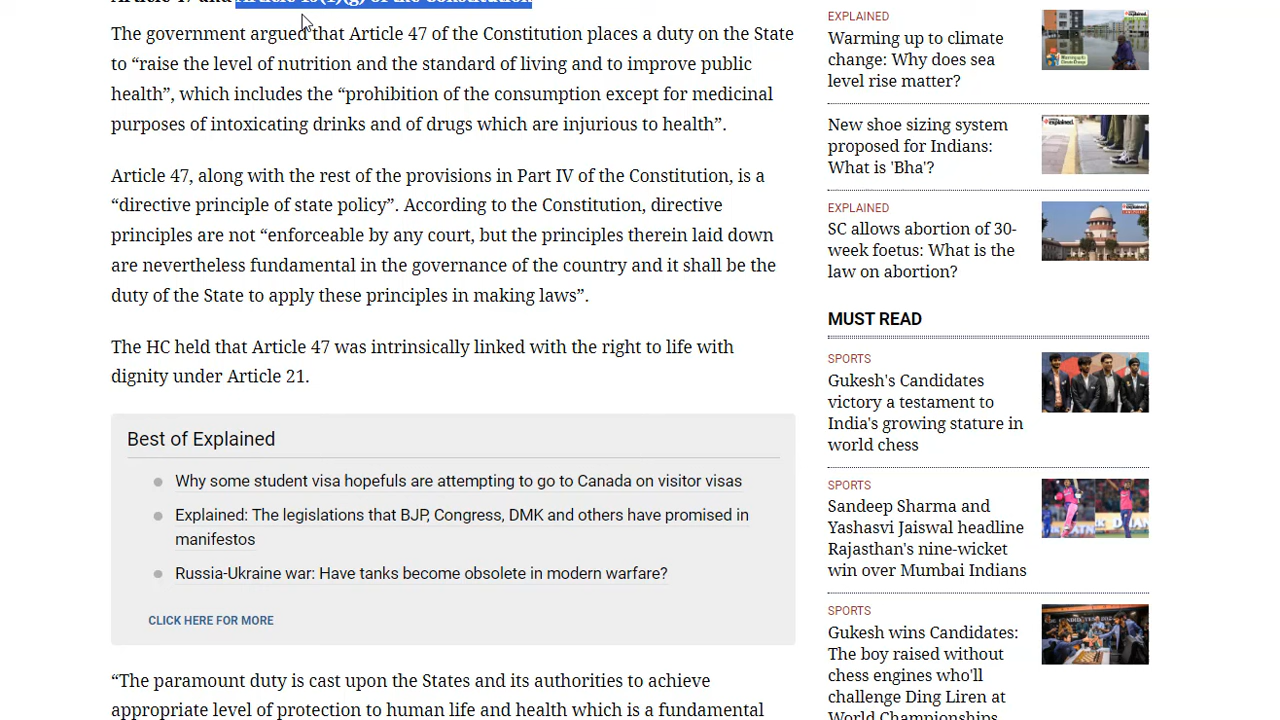 Article 47 and Article 19(1)(g) of the Constitution
The government argued that Article 47 of the Constitution places a duty on the State
to “raise the level of nutrition and the standard of living and to improve public
health”, which includes the “prohibition of the consumption except for medicinal
purposes of intoxicating drinks and of drugs which are injurious to health”.
Article 47, along with the rest of the provisions in Part IV of the Constitution, is a
“directive principle of state policy”. According to the Constitution, directive
principles are not “enforceable by any court, but the principles therein laid down
are nevertheless fundamental in the governance of the country and it shall be the
duty of the State to apply these principles in making laws”.
The HC held that Article 47 was intrinsically linked with the right to life with
dignity under Article 21.
Best of Explained
Why some student visa hopefuls are attempting to go to Canada on visitor visas
Explained: The legislations that BJP, Congress, DMK and others have promised in
manifestos
Russia-Ukraine war: Have tanks become obsolete in modern warfare?
CLICK HERE FOR MORE
“The paramount duty is cast upon the States and its authorities to achieve
appropriate level of protection to human life and health which is a fundamental
EXPLAINED
Warming up to climate
change: Why does sea
level rise matter?
New shoe sizing system
proposed for Indians:
What is 'Bha'?
EXPLAINED
SC allows abortion of 30-
week foetus: What is the
law on abortion?
MUST READ
SPORTS
Gukesh's Candidates
victory a testament to
India's growing stature in
world chess
SPORTS
Sandeep Sharma and
Yashasvi Jaiswal headline
Rajasthan's nine-wicket
win over Mumbai Indians
SPORTS
Gukesh wins Candidates:
The boy raised without
chess engines who'll
challenge Ding Liren at
World Championships